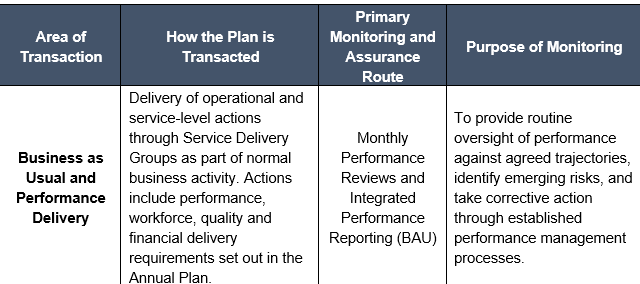 Area of
Transaction
How the Plan is
Transacted
Primary
Monitoring and
Assurance
Route
Purpose of Monitoring
Business as
Usual and
Performance
Delivery
Delivery of operational and
service-level actions
through Service Delivery
Groups as part of normal
business activity. Actions
include performance,
workforce, quality and
financial delivery
requirements set out in the
Annual Plan.
Monthly
Performance
Reviews and
Integrated
Performance
Reporting (BAU)
To provide routine
oversight of performance
against agreed trajectories,
identify emerging risks, and
take corrective action
through established
performance management
processes.